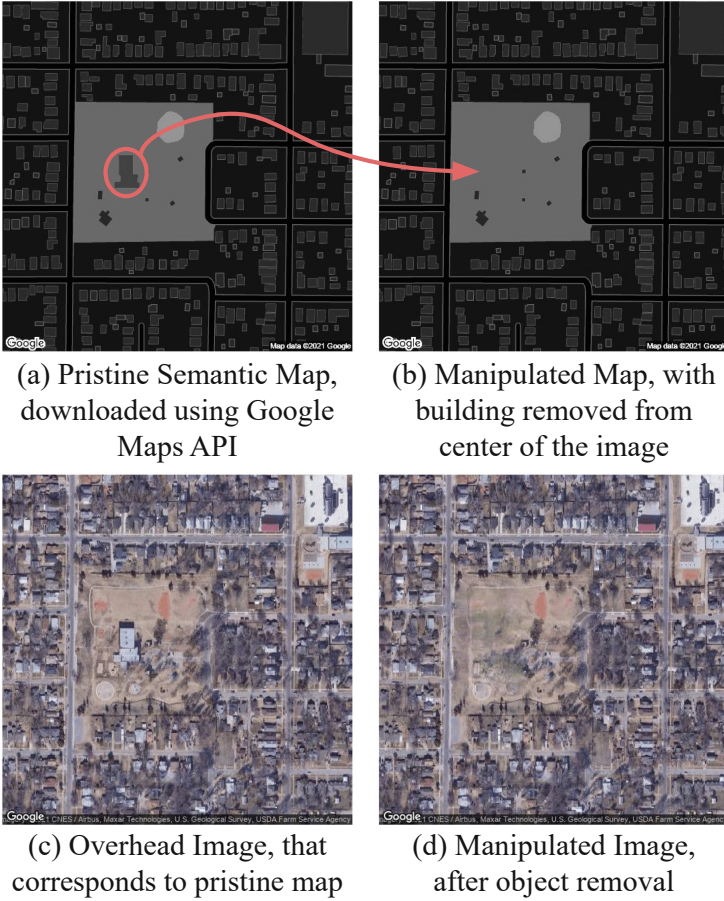 Google
Map data ©2021 Google
Google
Map data ©2021 Google
(a) Pristine Semantic Map,
downloaded using Google
Maps API
(b) Manipulated Map, with
building removed from
center of the image
Google
CNES / Airbus, Maxar Technologies, U.S. Geological Survey, USDA Farm Service Agency
Google
CNES / Airbus, Maxar Technologies, U.S. Geological Survey, USDA Farm Service Agency
(c) Overhead Image, that
corresponds to pristine map
(d) Manipulated Image,
after object removal